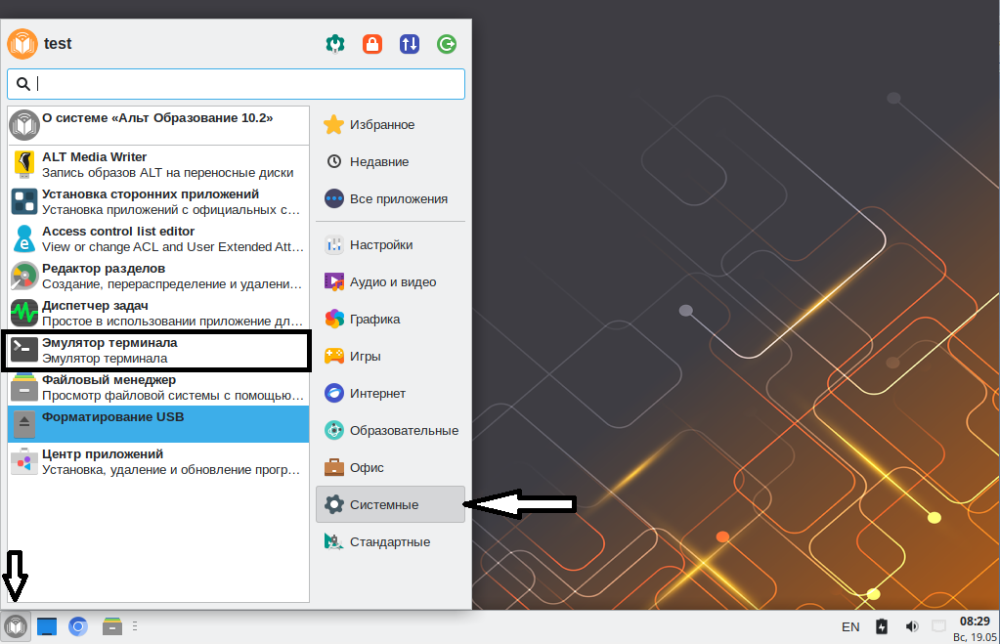 test
О системе «Альт Образование 10.2»
ALT Media Writer
Запись образов ALT на переносные диски
Установка сторонних приложений
Установка приложений с официальных с...
Access control list editor
View or change ACL and User Extended Att...
Редактор разделов
Создание, перераспределение и удалени...
Диспетчер задач
Простое в использовании приложение дл...
Эмулятор терминала
Эмулятор терминала
Файловый менеджер
Просмотр файловой системы с помощью...
Форматирование USB
Центр приложений
Установка, удаление и обновление прогр...
Избранное
Недавние
Все приложения
Настройки
Аудио и видео
Графика
Игры
Интернет
Образовательные
Офис
Системные
Стандартные
EN
08:29
Вс, 19.05